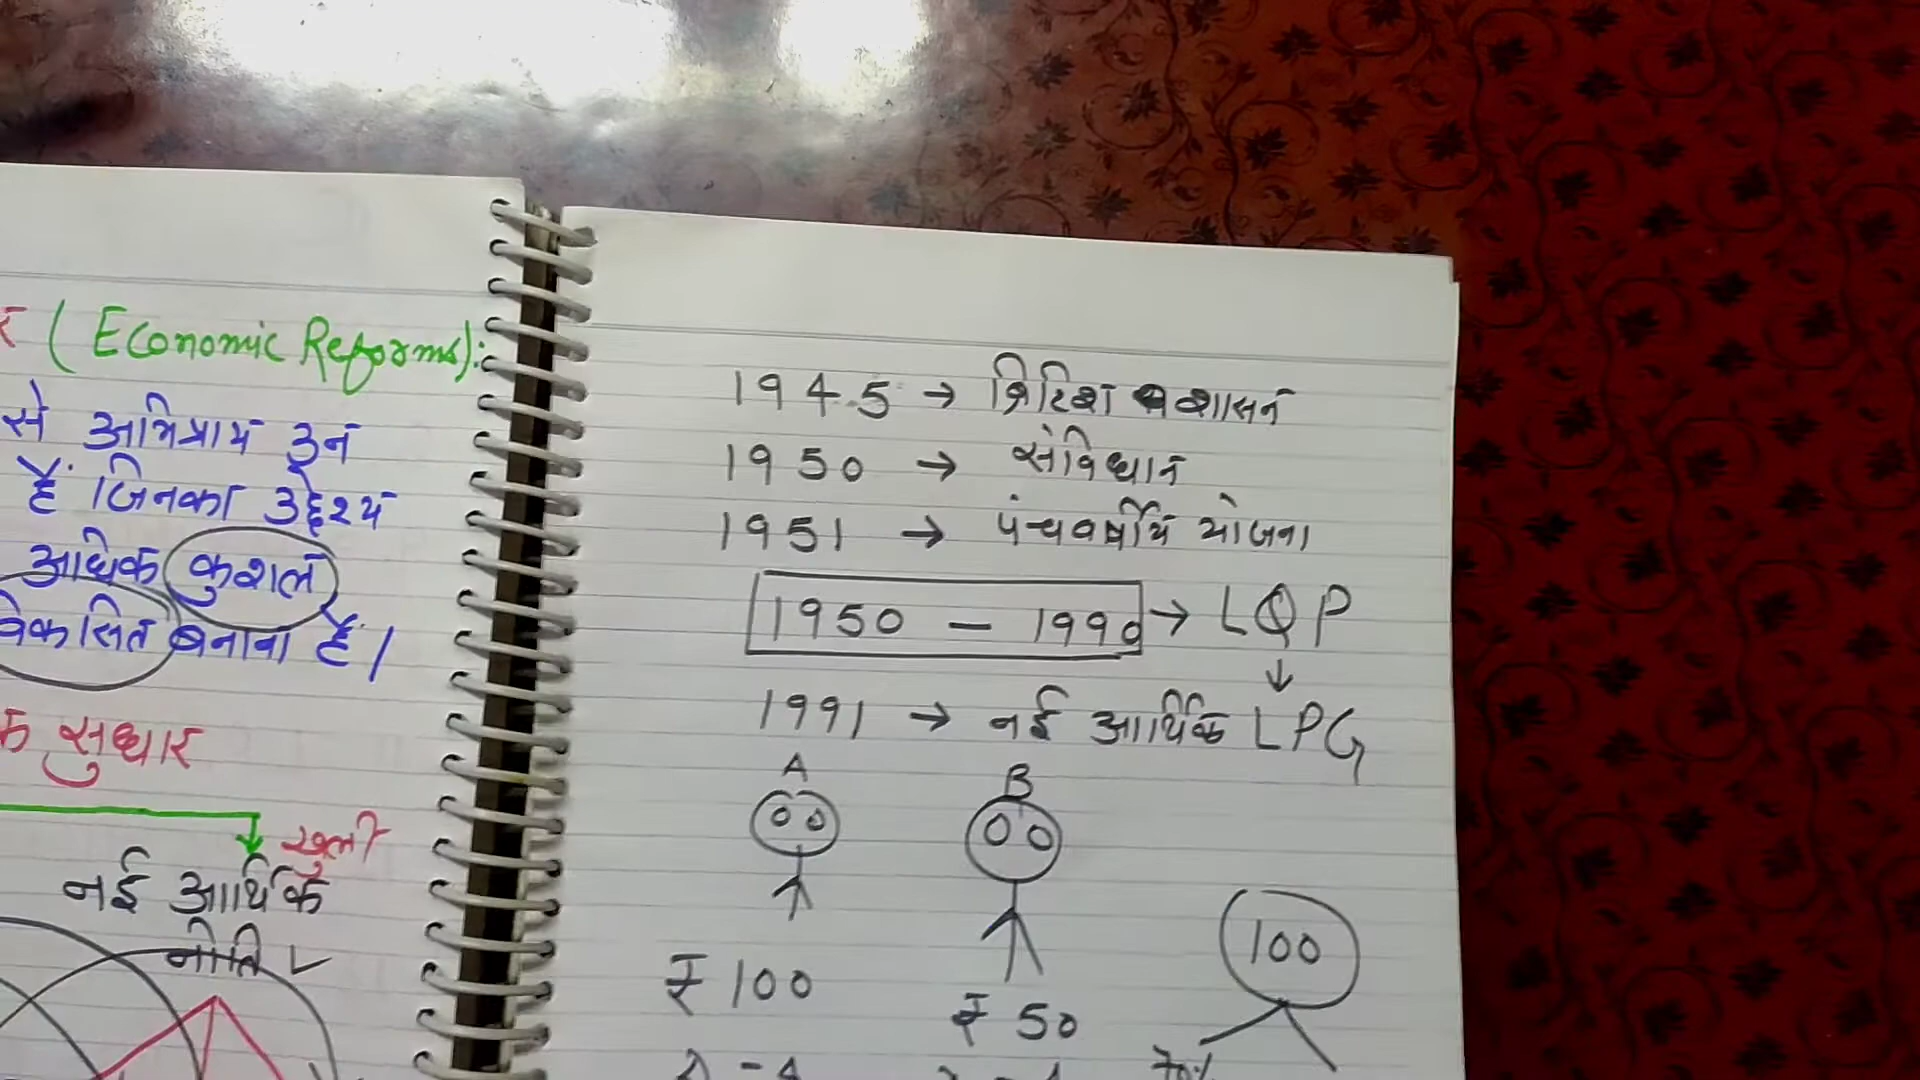 ( Economic Reforms):
से अभिप्राय उन
हैं जिनका उद्देश्य
अधिक कुशल
विकसित बनाना है।
सुधार
खुली
नई आर्थिक
नीति
1945 → ब्रिटिश शासन
1950 → संविधान
1951 → पंचवर्षीय योजना
1950 – 1990 → LQP
↓
1991 → नई आर्थिक LPG
A B
100
₹ 100
₹ 50
70%